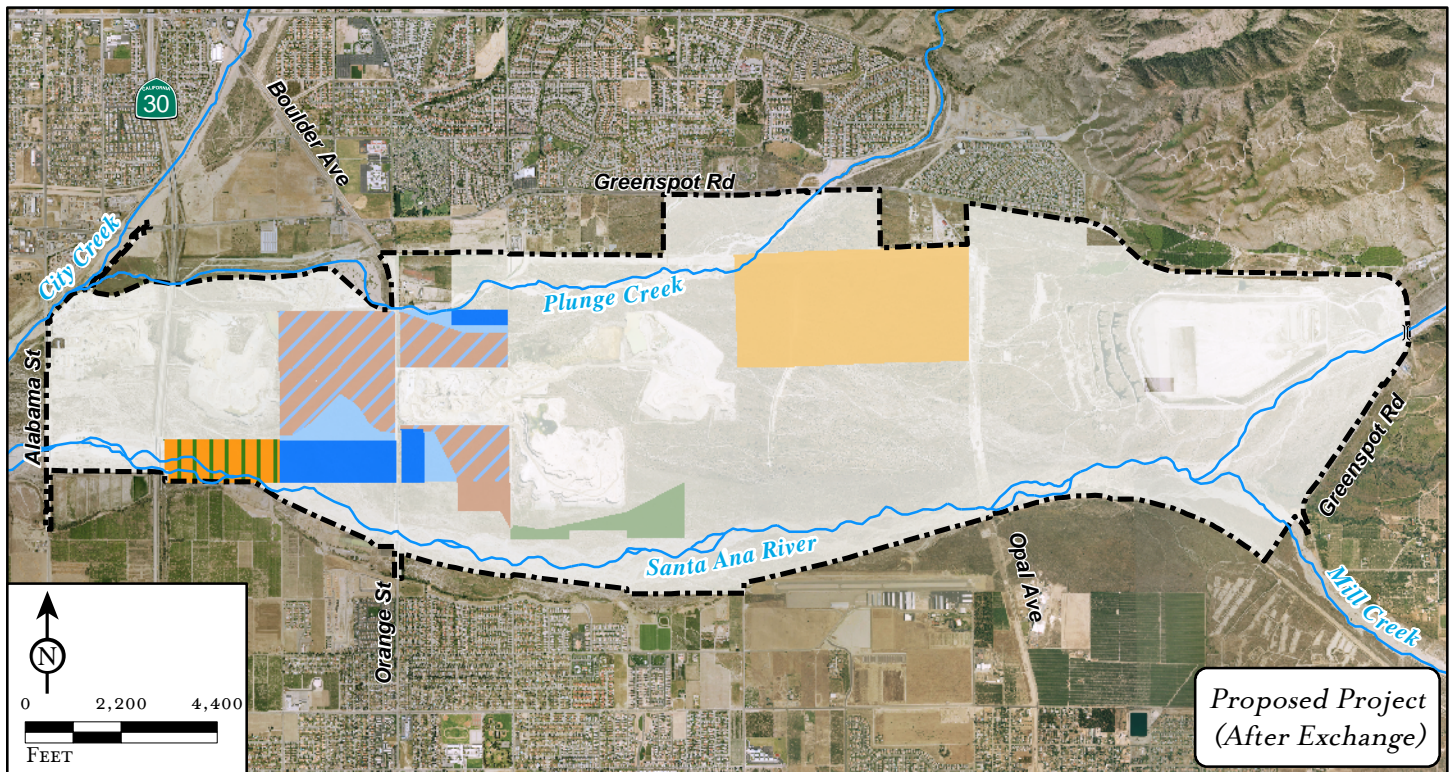 CALIFORNIA
30
Boulder Ave
Greenspot Rd
City Creek
Plunge Creek
Alabama St
Greenspot Rd
Santa Ana River
Opal Ave
Orange St
Mill Creek
N
0 2,200 4,400
FEET
Proposed Project
(After Exchange)